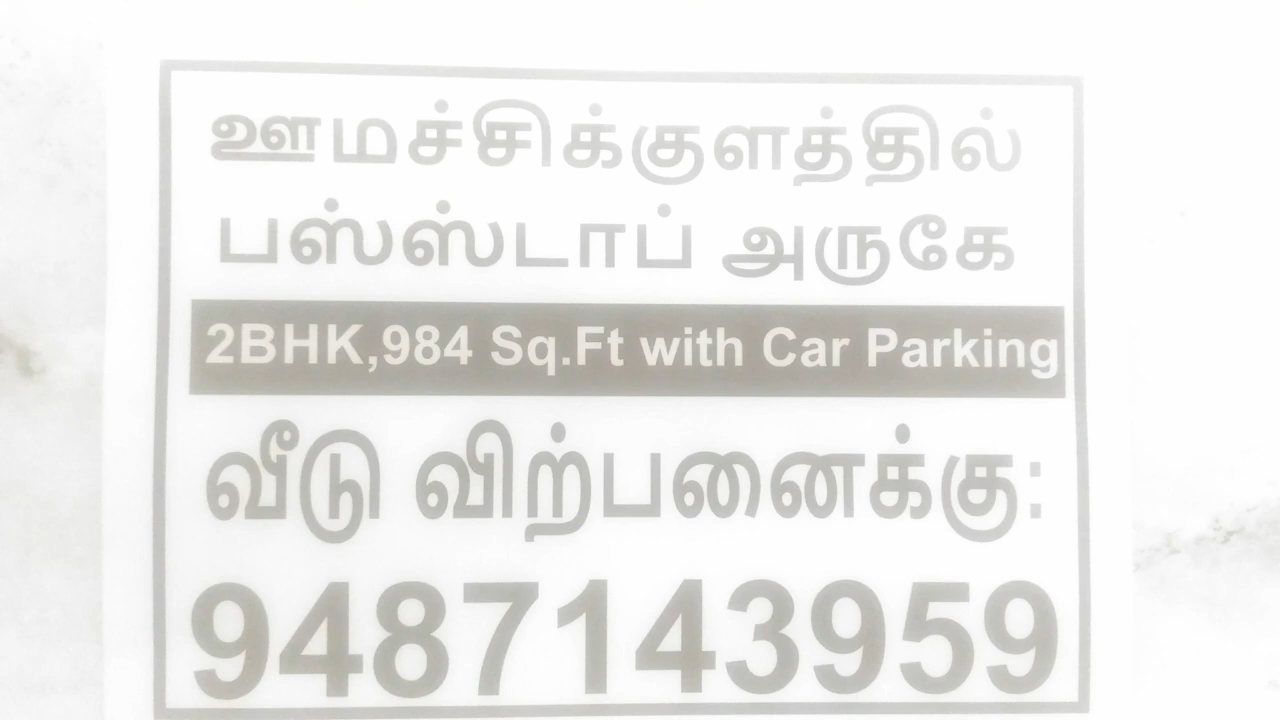 ஊமச்சிக்குளத்தில்
பஸ்ஸ்டாப் அருகே
2BHK,984 Sq.Ft with Car Parking
வீடு விற்பனைக்கு:
9487143959